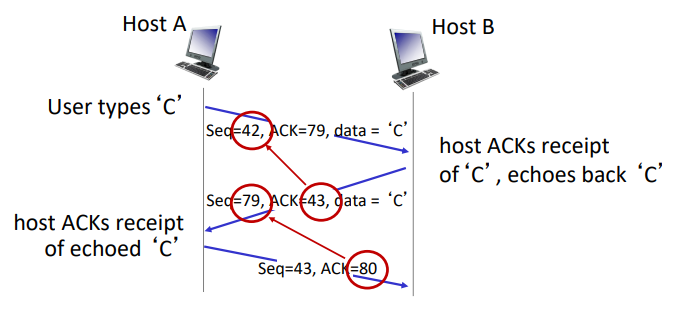 Host A
Host B
User types ‘C’
Seq=42, ACK=79, data = ‘C’
host ACKs receipt
of ‘C’, echoes back ‘C’
Seq=79, ACK=43, data = ‘C’
host ACKs receipt
of echoed ‘C’
Seq=43, ACK=80